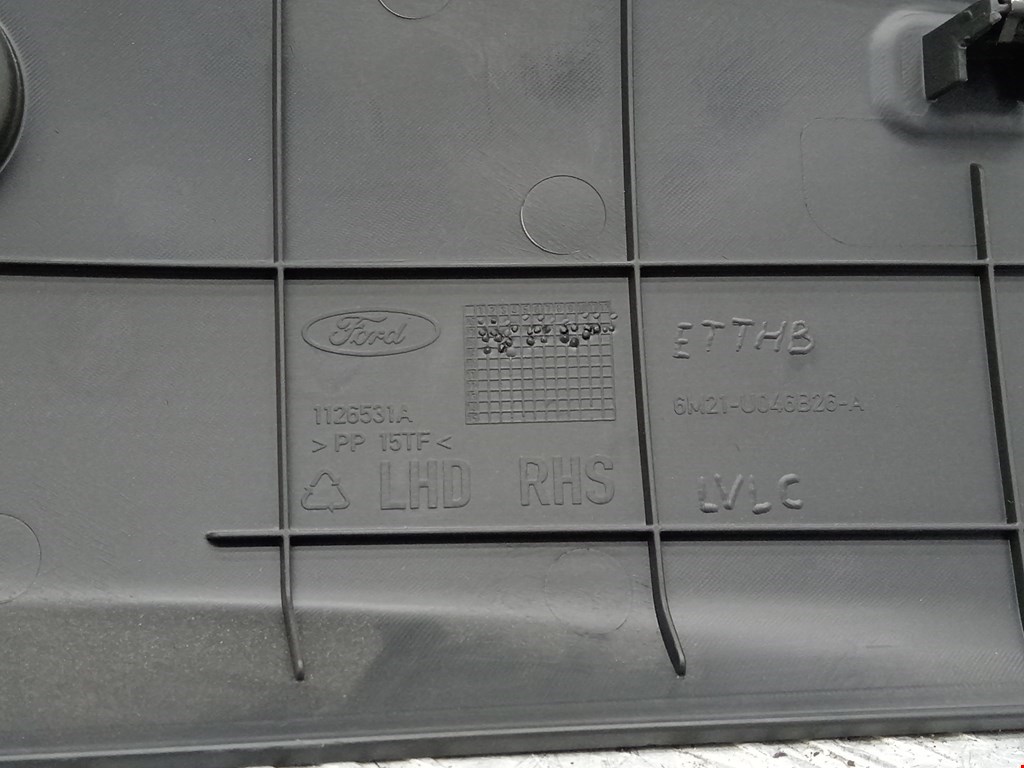 Ford
1126531A
>PP 15TF<
LHD RHS
ETTHB
6M21-U046B26-A
LVLC